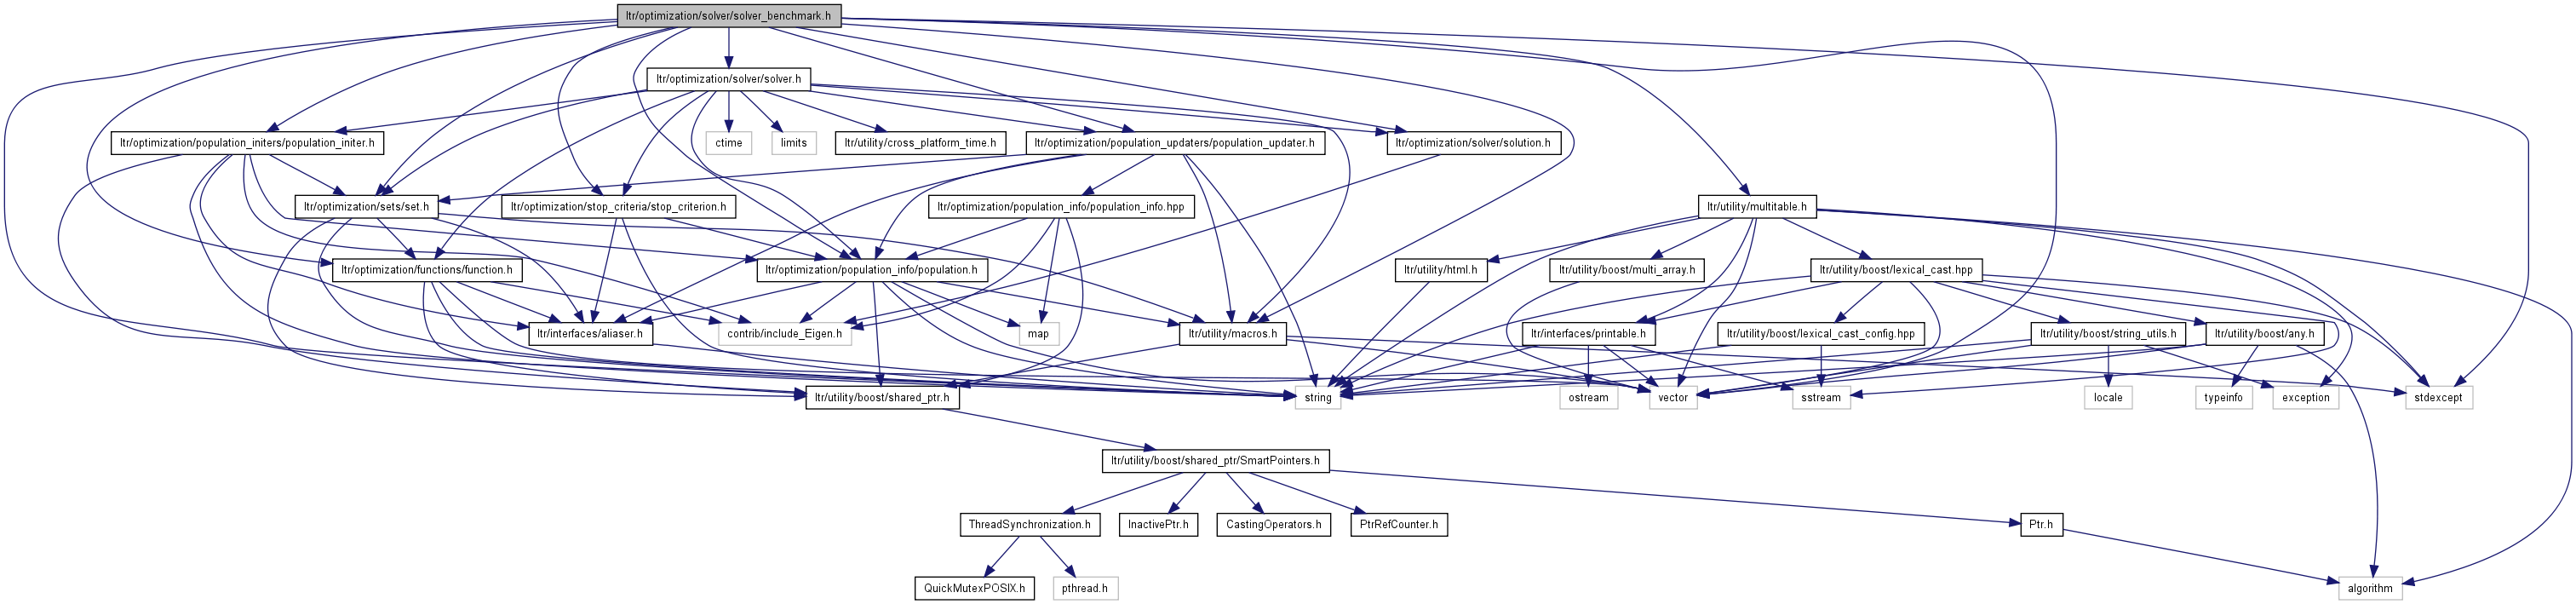 ltr/optimization/solver/solver_benchmark.h
ltr/optimization/solver/solver.h
ltr/optimization/population_initers/population_initer.h
ctime
limits
ltr/utility/cross_platform_time.h
ltr/optimization/population_updaters/population_updater.h
ltr/optimization/solver/solution.h
ltr/optimization/sets/set.h
ltr/optimization/stop_criteria/stop_criterion.h
ltr/optimization/population_info/population_info.hpp
ltr/utility/multitable.h
ltr/optimization/functions/function.h
ltr/optimization/population_info/population.h
ltr/utility/html.h
ltr/utility/boost/multi_array.h
ltr/utility/boost/lexical_cast.hpp
ltr/interfaces/aliaser.h
contrib/include_Eigen.h
map
ltr/utility/macros.h
ltr/interfaces/printable.h
ltr/utility/boost/lexical_cast_config.hpp
ltr/utility/boost/string_utils.h
ltr/utility/boost/any.h
ltr/utility/boost/shared_ptr.h
string
ostream
vector
sstream
locale
typeinfo
exception
stdexcept
ltr/utility/boost/shared_ptr/SmartPointers.h
ThreadSynchronization.h
InactivePtr.h
CastingOperators.h
PtrRefCounter.h
Ptr.h
QuickMutexPOSIX.h
pthread.h
algorithm